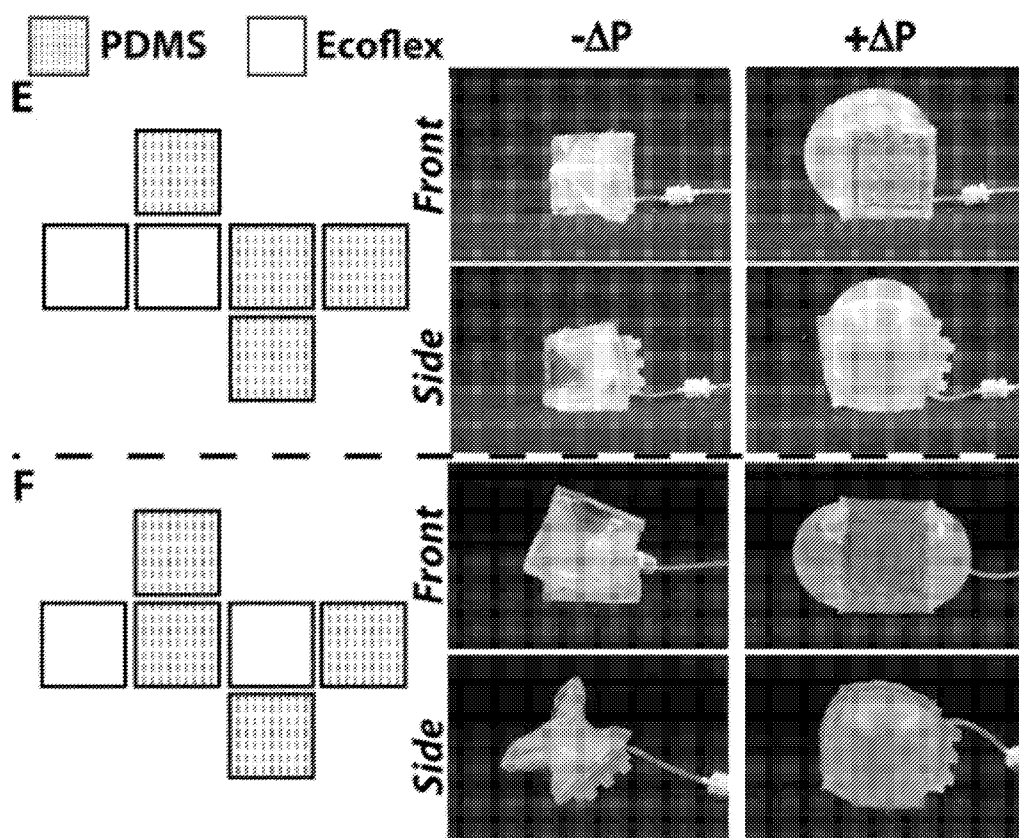 PDMS Ecoflex -ΔP +ΔP
E
Front
Side
F
Front
Side